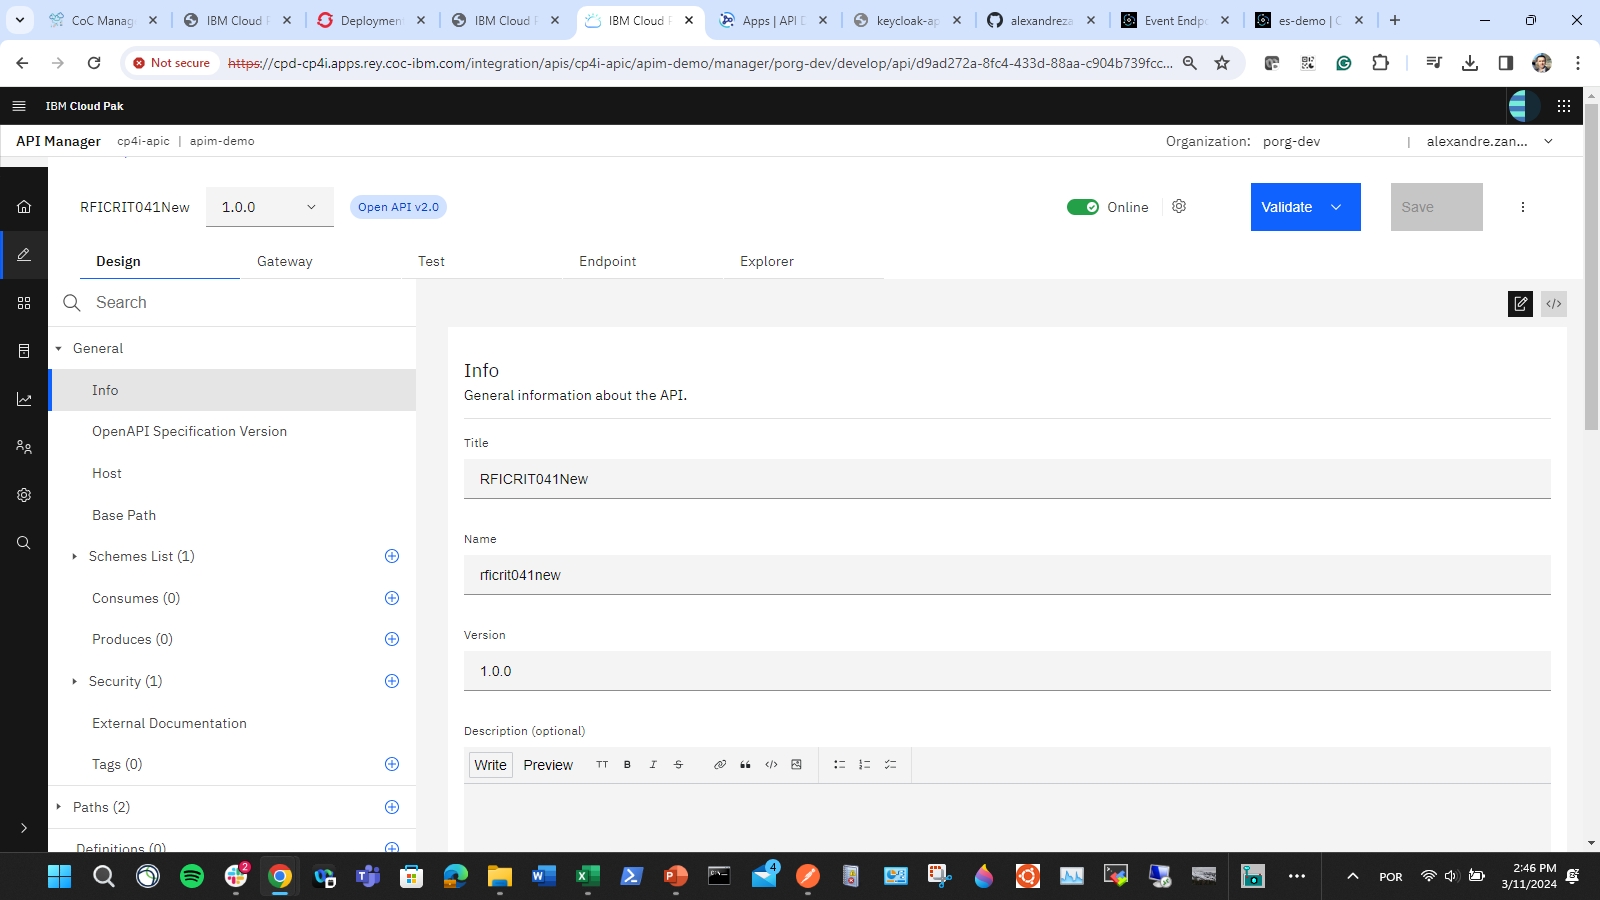 CoC Manag
IBM Cloud P
Deploymen
IBM Cloud P
IBM Cloud P
Apps | API D
keycloak-ap
alexandreza
Event Endp
es-demo | C
Not secure
https://cpd-cp4i.apps.rey.coc-ibm.com/integration/apis/cp4i-apic/apim-demo/manager/porg-dev/develop/api/d9ad272a-8fc4-433d-88aa-c904b739fcc...
IBM Cloud Pak
API Manager cp4i-apic | apim-demo
Organization: porg-dev | alexandre.zan...
RFICRIT041New
1.0.0
Open API v2.0
Online
Validate
Save
Design
Gateway
Test
Endpoint
Explorer
Search
General
Info
OpenAPI Specification Version
Host
Base Path
Schemes List (1)
Consumes (0)
Produces (0)
Security (1)
External Documentation
Tags (0)
Paths (2)
Definitions (0)
Info
General information about the API.
Title
RFICRIT041New
Name
rficrit041new
Version
1.0.0
Description (optional)
Write Preview TT B I S
2
4
POR
2:46 PM
3/11/2024